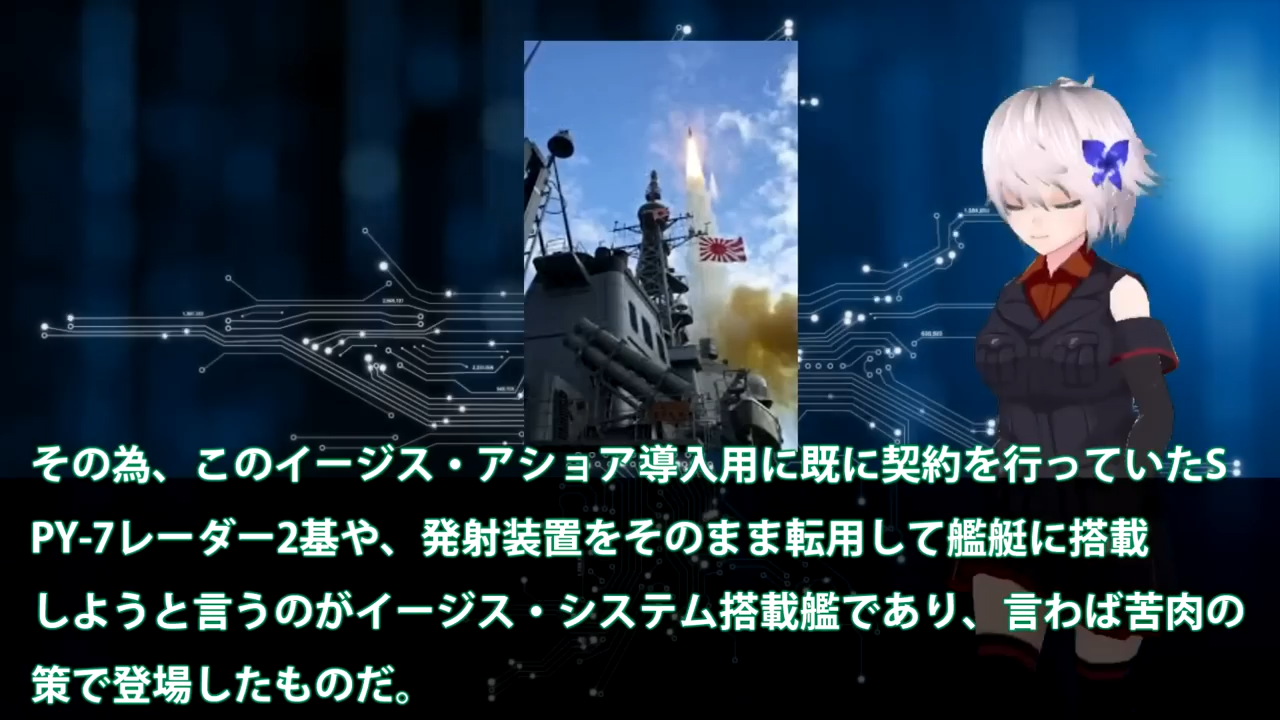 その為、このイージス・アショア導入用に既に契約を行っていたS
PY-7レーダー2基や、発射装置をそのまま転用して艦艇に搭載
しようと言うのがイージス・システム搭載艦であり、言わば苦肉の
策で登場したものだ。